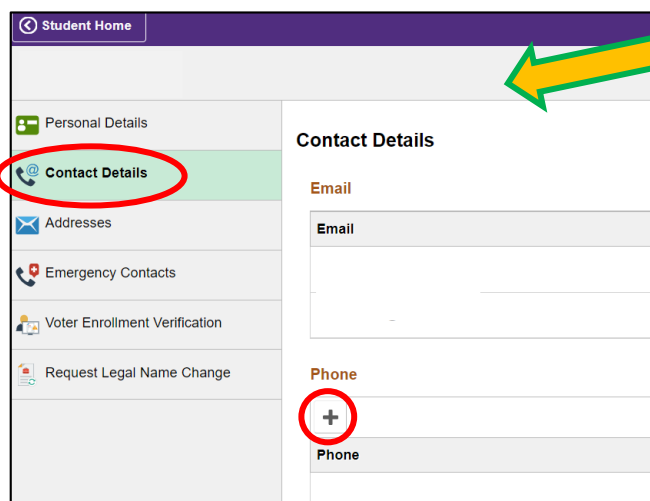 Student Home
Personal Details
Contact Details
Addresses
Emergency Contacts
Voter Enrollment Verification
Request Legal Name Change
Contact Details
Email
Email
Phone
+
Phone